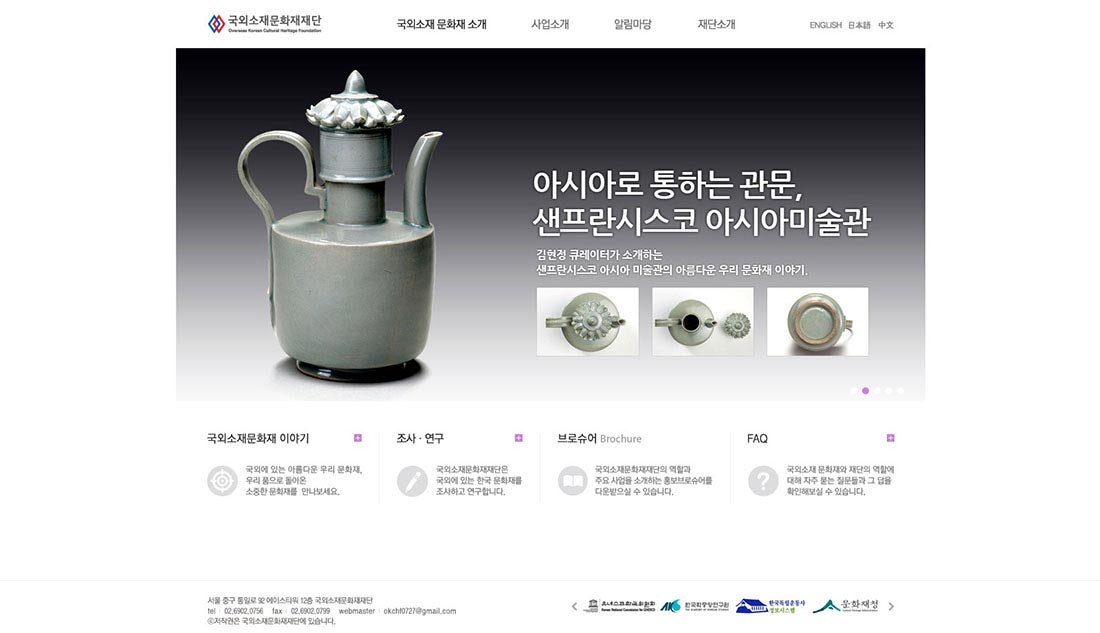 국외소재문화재재단
Overseas Korean Cultural Heritage Foundation
국외소재 문화재 소개
사업소개
알림마당
재단소개
ENGLISH 日本語 中文
아시아로 통하는 관문,
샌프란시스코 아시아미술관
김현정 큐레이터가 소개하는
샌프란시스코 아시아 미술관의 아름다운 우리 문화재 이야기.
국외소재문화재 이야기
국외에 있는 아름다운 우리 문화재,
우리 품으로 돌아온
소중한 문화재를 만나보세요.
조사 · 연구
국외소재문화재재단은
국외에 있는 한국 문화재를
조사하고 연구합니다.
브로슈어 Brochure
국외소재문화재재단의 역할과
주요 사업을 소개하는 홍보브로슈어를
다운받으실 수 있습니다.
FAQ
국외소재 문화재와 재단의 역할에
대해 자주 묻는 질문들과 그 답을
확인해보실 수 있습니다.
서울 중구 통일로 92 에이스타워 12층 국외소재문화재재단
tel | 02.6902.0756 fax | 02.6902.0799 webmaster | okchf0727@gmail.com
ⓒ저작권은 국외소재문화재재단에 있습니다.
유네스코한국위원회
Korean National Commission for UNESCO
한국학중앙연구원
한국독립운동사
정보시스템
문화재청